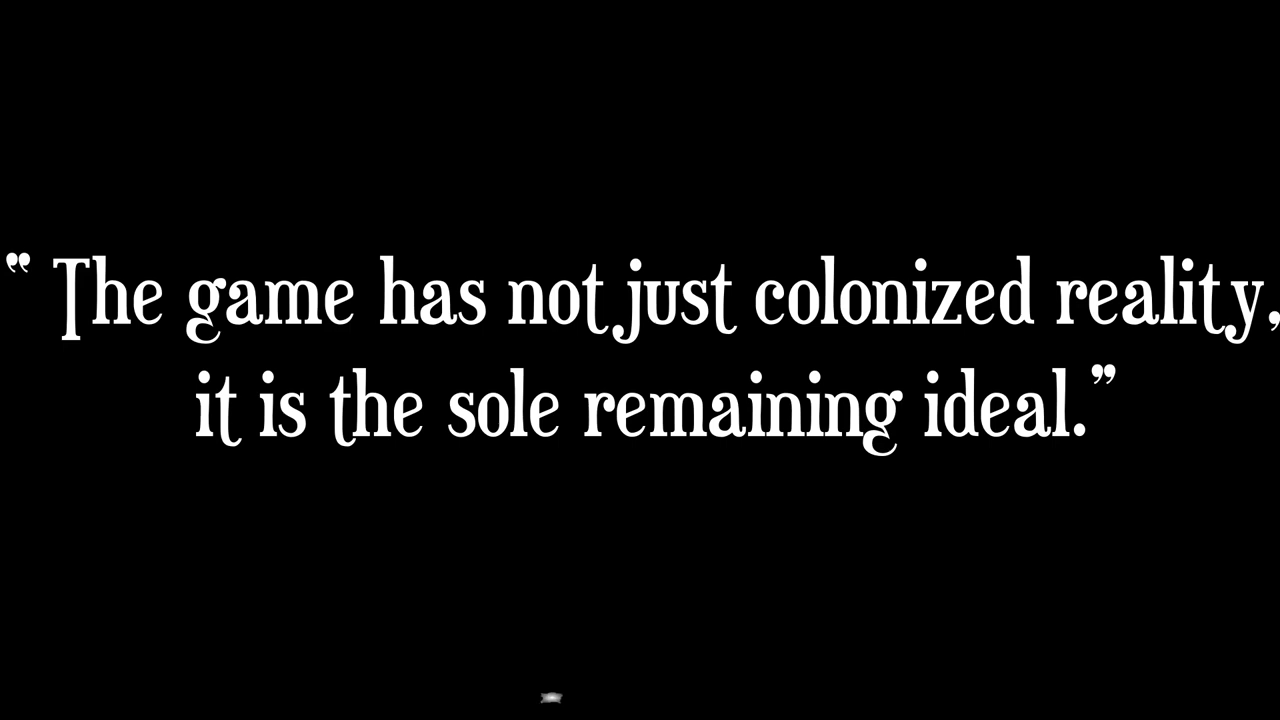 ” The game has not just colonized reality,
it is the sole remaining ideal.”